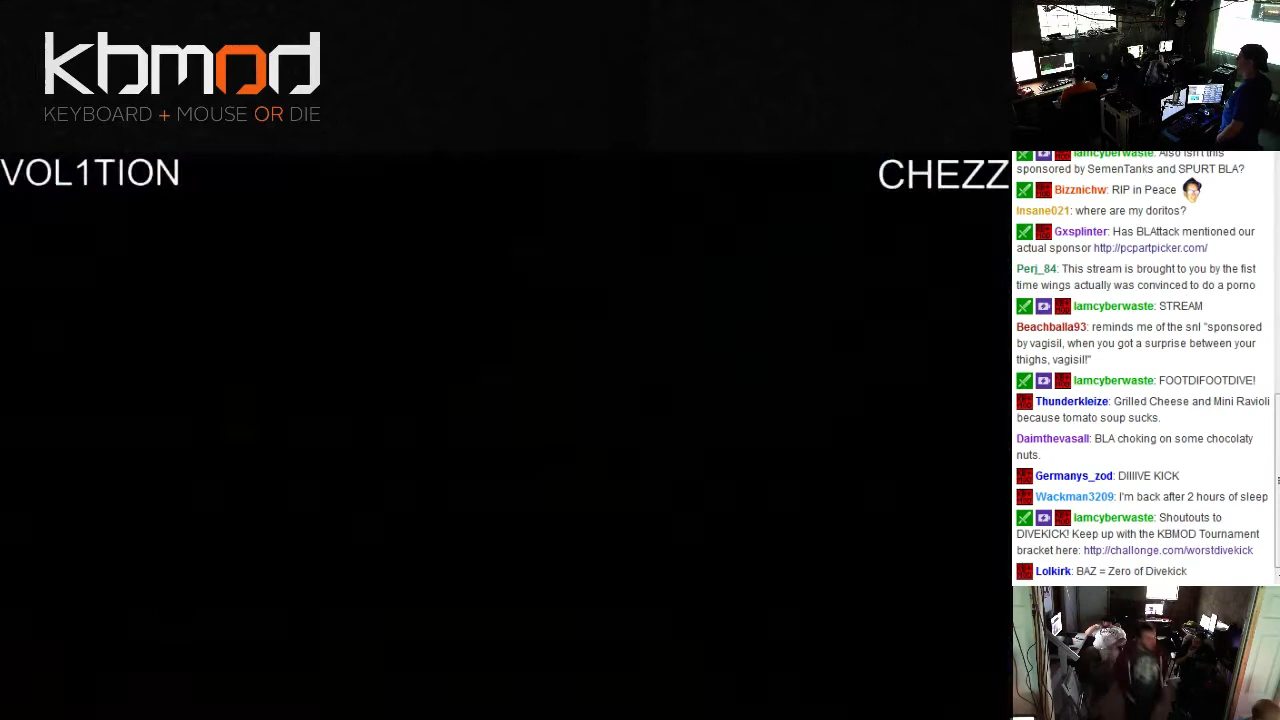 kbmod
KEYBOARD + MOUSE OR DIE
VOL1TION
CHEZZ
Iamcyberwaste: Also isn't this
sponsored by SemenTanks and SPURT BLA?
Bizznichw: RIP in Peace
Insane021: where are my doritos?
Gxsplinter: Has BLAttack mentioned our
actual sponsor http://pcpartpicker.com/
Perj_84: This stream is brought to you by the fist
time wings actually was convinced to do a porno
Iamcyberwaste: STREAM
Beachballa93: reminds me of the snl "sponsored
by vagisil, when you got a surprise between your
thighs, vagisil!"
Iamcyberwaste: FOOTDIFOOTDIVE!
Thunderkleize: Grilled Cheese and Mini Ravioli
because tomato soup sucks.
Daimthevasall: BLA choking on some chocolaty
nuts.
Germanys_zod: DIIIIVE KICK
Wackman3209: I'm back after 2 hours of sleep
Iamcyberwaste: Shoutouts to
DIVEKICK! Keep up with the KBMOD Tournament
bracket here: http://challonge.com/worstdivekick
Lolkirk: BAZ = Zero of Divekick